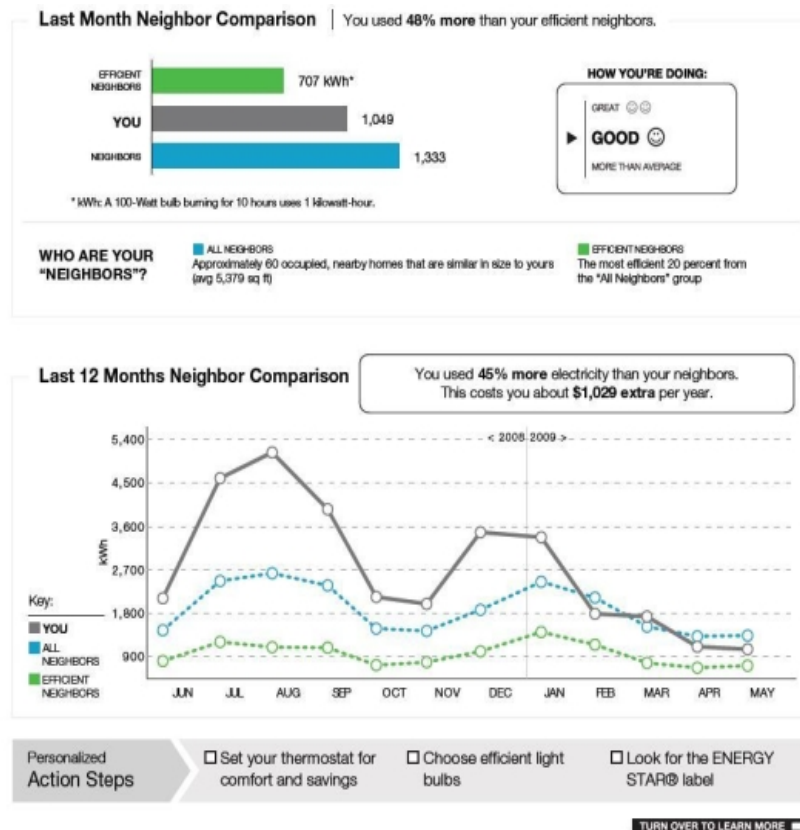 Last Month Neighbor Comparison | You used 48% more than your efficient neighbors.
EFFICIENT
NEIGHBORS
707 kWh*
YOU
1,049
NEIGHBORS
1,333
HOW YOU'RE DOING:
GREAT
GOOD
MORE THAN AVERAGE
* kWh: A 100-Watt bulb burning for 10 hours uses 1 kilowatt-hour.
WHO ARE YOUR
"NEIGHBORS"?
ALL NEIGHBORS
Approximately 60 occupied, nearby homes that are similar in size to yours
(avg 5,379 sq ft)
EFFICIENT NEIGHBORS
The most efficient 20 percent from
the "All Neighbors" group
Last 12 Months Neighbor Comparison
You used 45% more electricity than your neighbors.
This costs you about $1,029 extra per year.
< 2008 2009 >
5,400
4,500
3,600
2,700
1,800
900
kWh
Key:
YOU
ALL
NEIGHBORS
EFFICIENT
NEIGHBORS
JUN JUL AUG SEP OCT NOV DEC JAN FEB MAR APR MAY
Personalized
Action Steps
Set your thermostat for
comfort and savings
Choose efficient light
bulbs
Look for the ENERGY
STAR® label
TURN OVER TO LEARN MORE